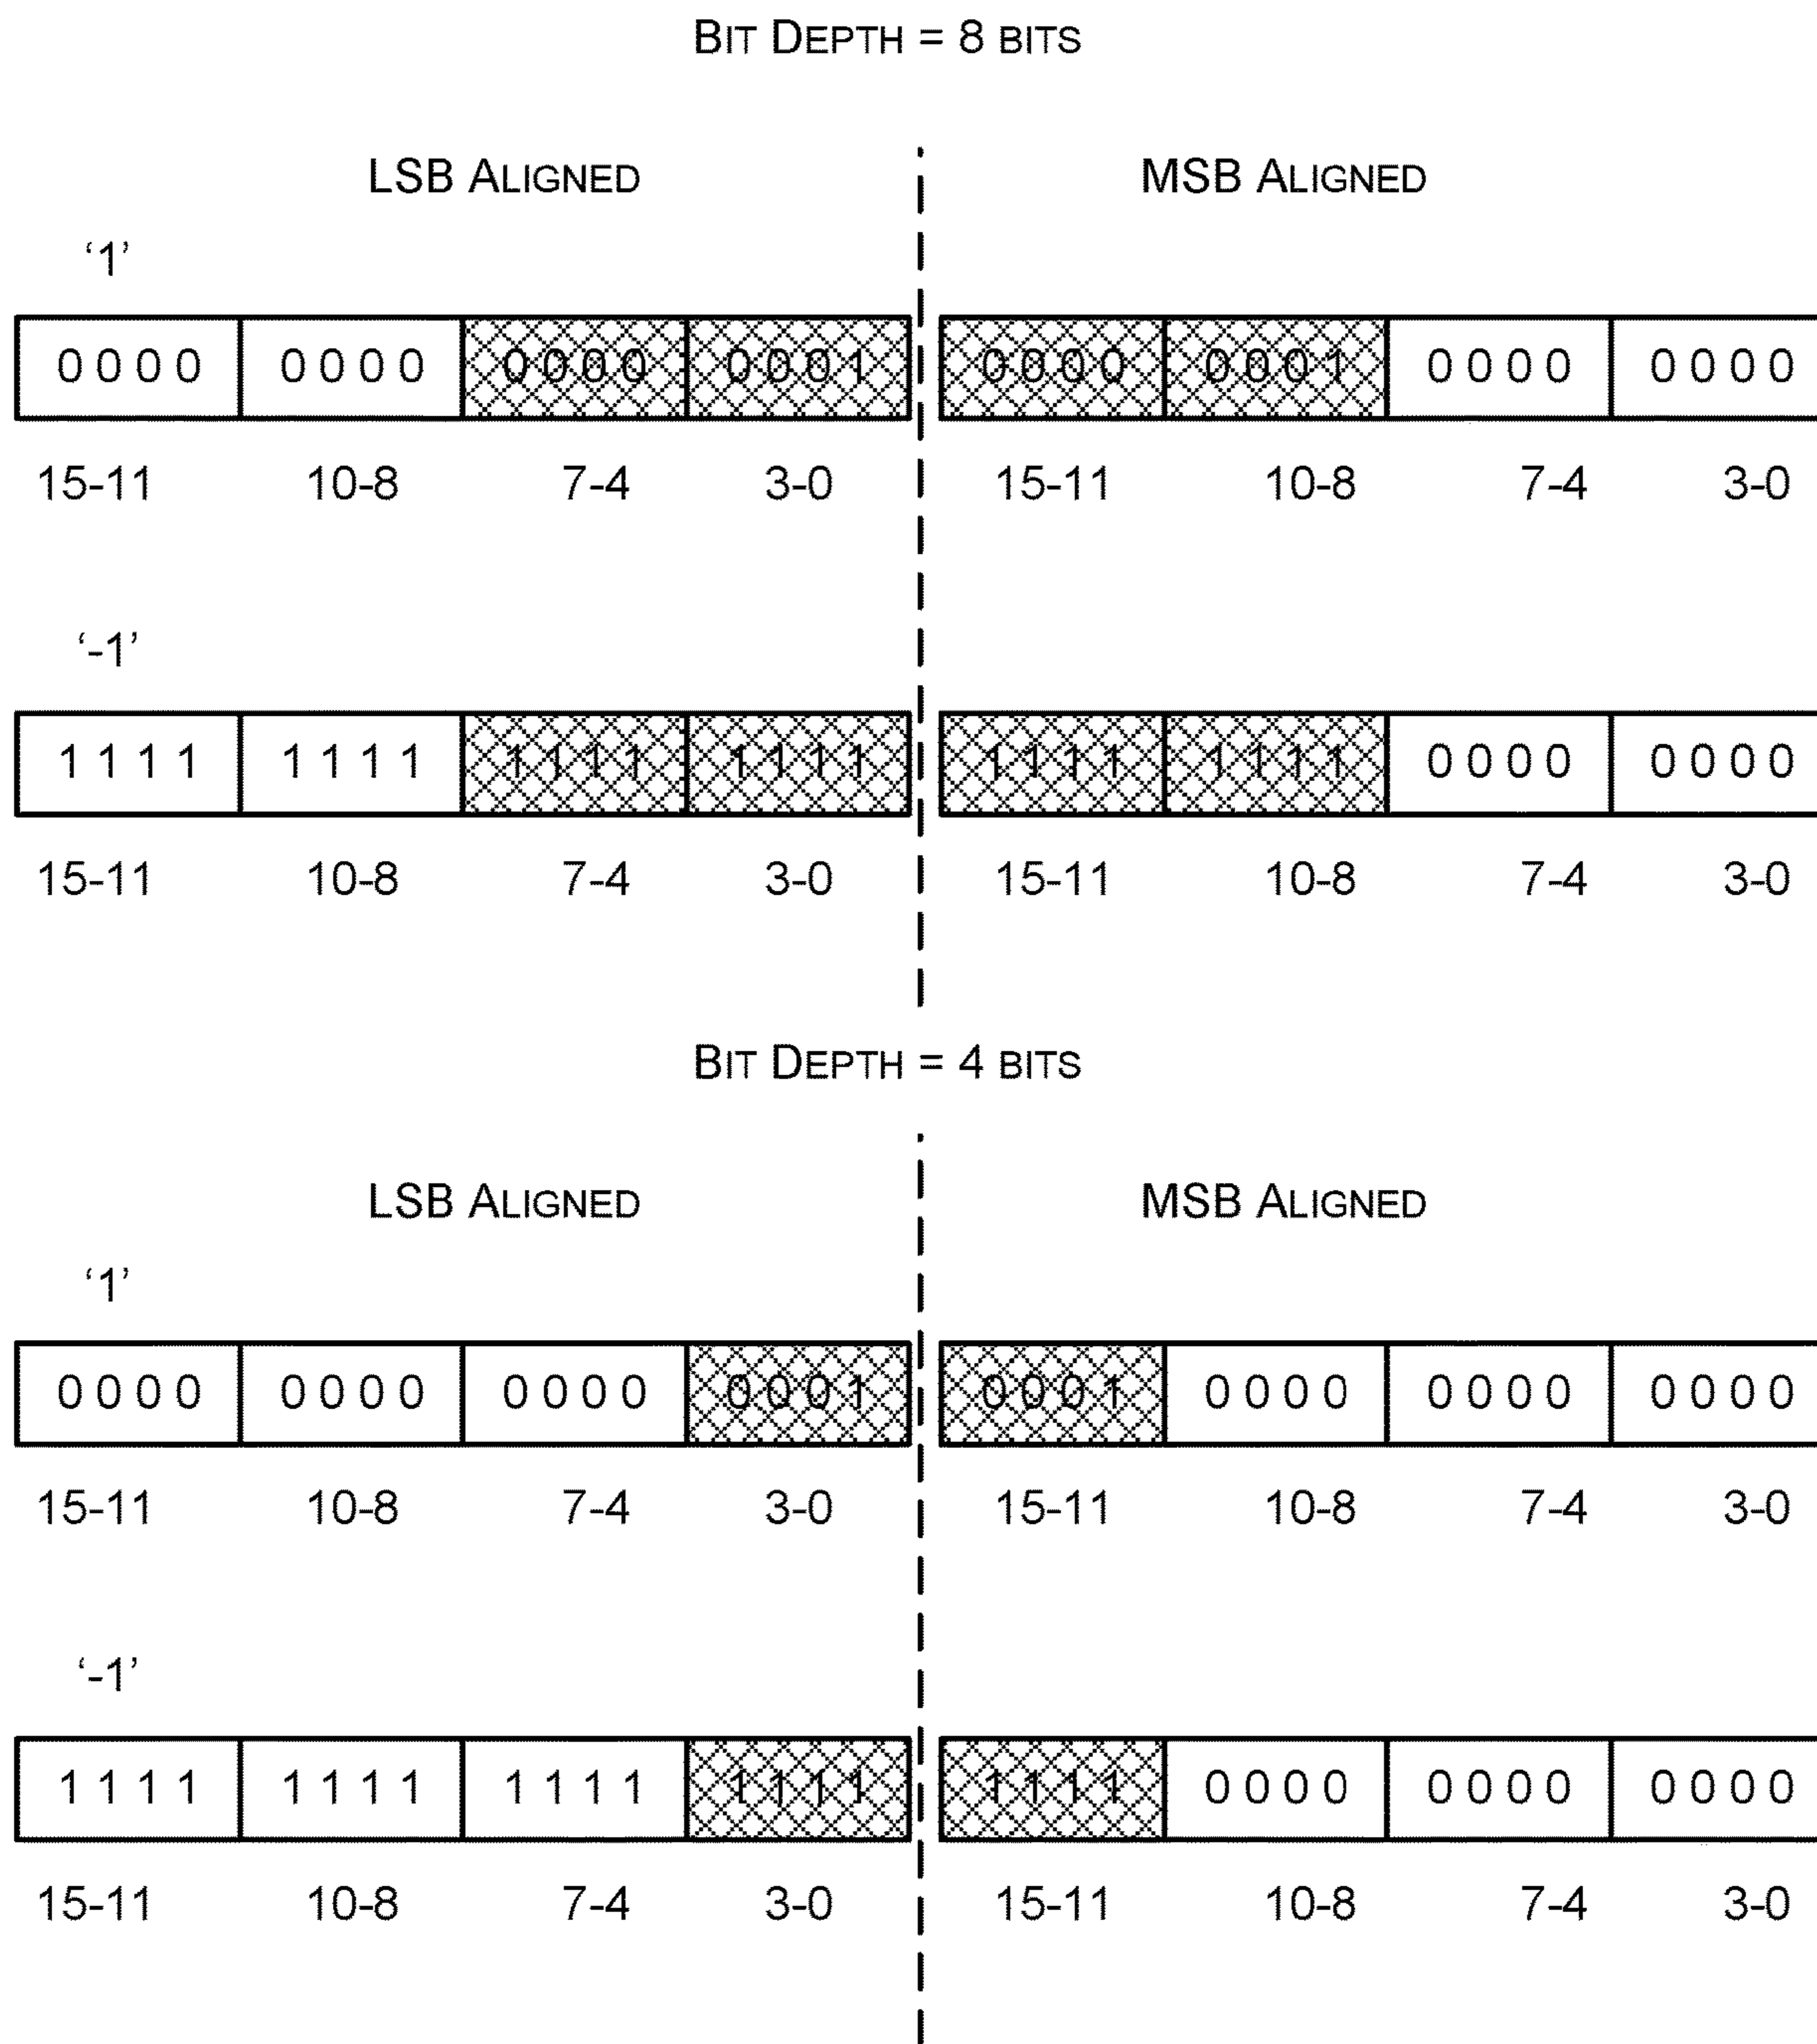 BIT DEPTH = 8 BITS
LSB ALIGNED MSB ALIGNED
‘1’
0 0 0 0 0 0 0 0 0 0 0 0 0 0 0 1 0 0 0 0 0 0 0 1 0 0 0 0 0 0 0 0
15-11 10-8 7-4 3-0 15-11 10-8 7-4 3-0
‘-1’
1 1 1 1 1 1 1 1 1 1 1 1 1 1 1 1 1 1 1 1 1 1 1 1 0 0 0 0 0 0 0 0
15-11 10-8 7-4 3-0 15-11 10-8 7-4 3-0
BIT DEPTH = 4 BITS
LSB ALIGNED MSB ALIGNED
‘1’
0 0 0 0 0 0 0 0 0 0 0 0 0 0 0 1 0 0 0 1 0 0 0 0 0 0 0 0 0 0 0 0
15-11 10-8 7-4 3-0 15-11 10-8 7-4 3-0
‘-1’
1 1 1 1 1 1 1 1 1 1 1 1 1 1 1 1 1 1 1 1 0 0 0 0 0 0 0 0 0 0 0 0
15-11 10-8 7-4 3-0 15-11 10-8 7-4 3-0